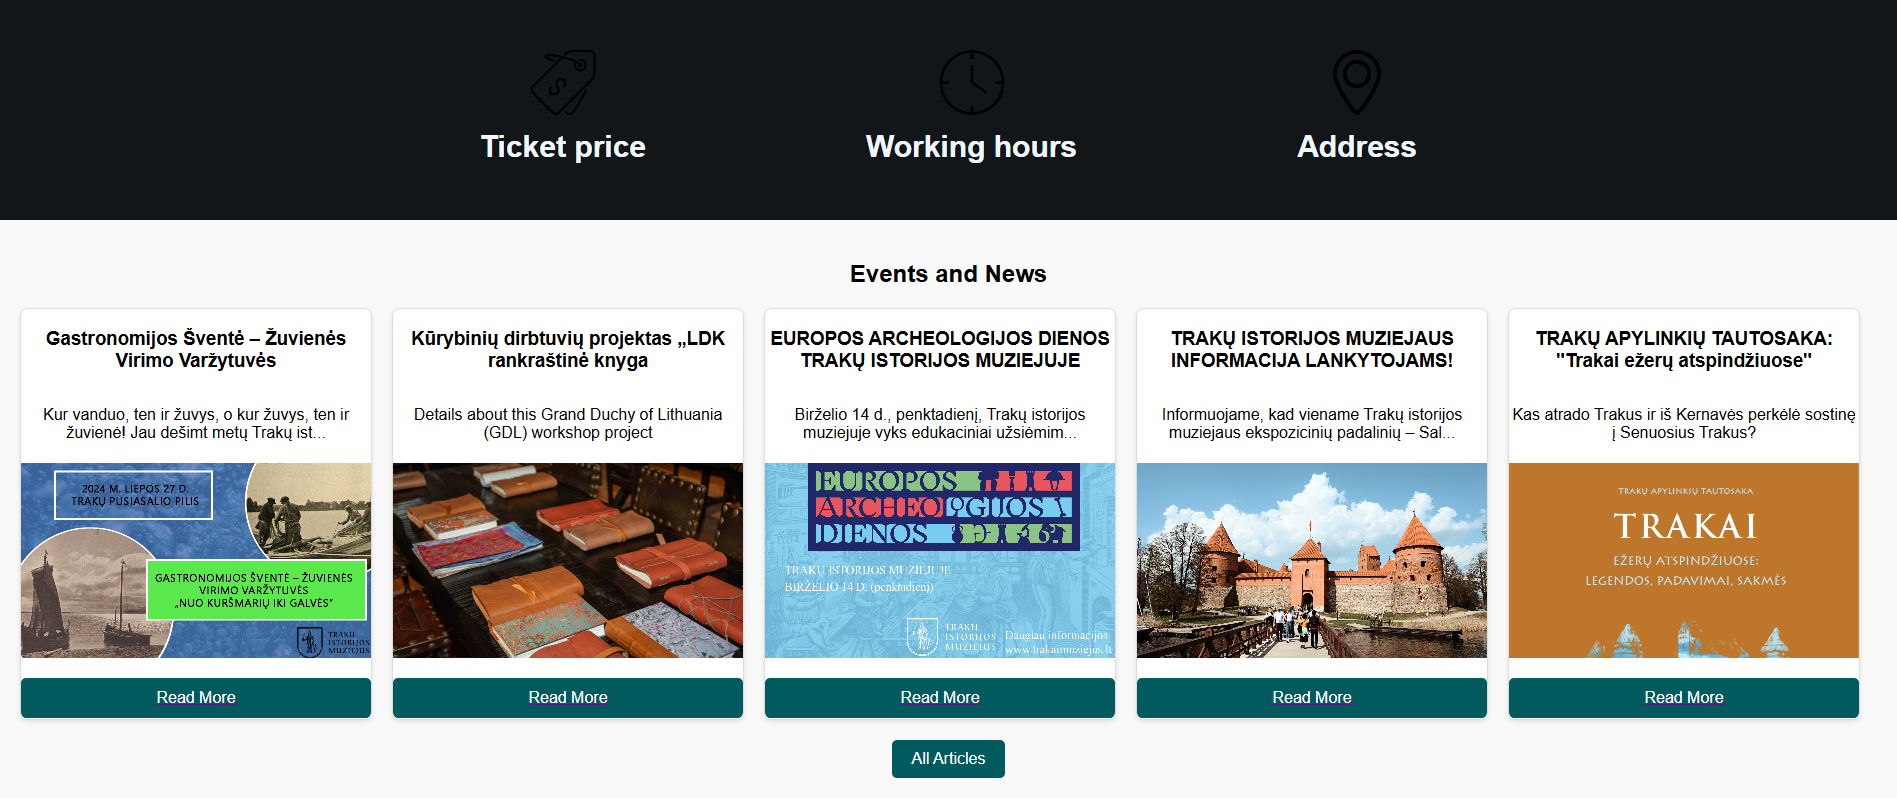 Ticket price
Working hours
Address
Events and News
Gastronomijos Šventė – Žuvienės
Virimo Varžytuvės
Kur vanduo, ten ir žuvys, o kur žuvys, ten ir
žuvienė! Jau dešimt metų Trakų ist...
2024 M. LIEPOS 27 D.
TRAKŲ PUSIASALIO PILIS
GASTRONOMIJOS ŠVENTĖ – ŽUVIENĖS
VIRIMO VARŽYTUVĖS
„NUO KURŠMARIŲ IKI GALVĖS“
TRAKŲ
ISTORIJOS
MUZIEJUS
Read More
Kūrybinių dirbtuvių projektas „LDK
rankraštinė knyga
Details about this Grand Duchy of Lithuania
(GDL) workshop project
Read More
EUROPOS ARCHEOLOGIJOS DIENOS
TRAKŲ ISTORIJOS MUZIEJUJE
Birželio 14 d., penktadienį, Trakų istorijos
muziejuje vyks edukaciniai užsiėmim...
EUROPOS
ARCHEOLOGIJOS
DIENOS
TRAKŲ ISTORIJOS MUZIEJUJE
BIRŽELIO 14 D. (penktadienį)
TRAKŲ
ISTORIJOS
MUZIEJUS
Daugiau informacijos
www.trakaimuziejus.lt
Read More
TRAKŲ ISTORIJOS MUZIEJAUS
INFORMACIJA LANKYTOJAMS!
Informuojame, kad viename Trakų istorijos
muziejaus ekspozicinių padalinių – Sal...
Read More
TRAKŲ APYLINKIŲ TAUTOSAKA:
"Trakai ežerų atspindžiuose"
Kas atrado Trakus ir iš Kernavės perkėlė sostinę
į Senuosius Trakus?
TRAKŲ APYLINKIŲ TAUTOSAKA
TRAKAI
EŽERŲ ATSPINDŽIUOSE:
LEGENDOS, PADAVIMAI, SAKMĖS
Read More
All Articles